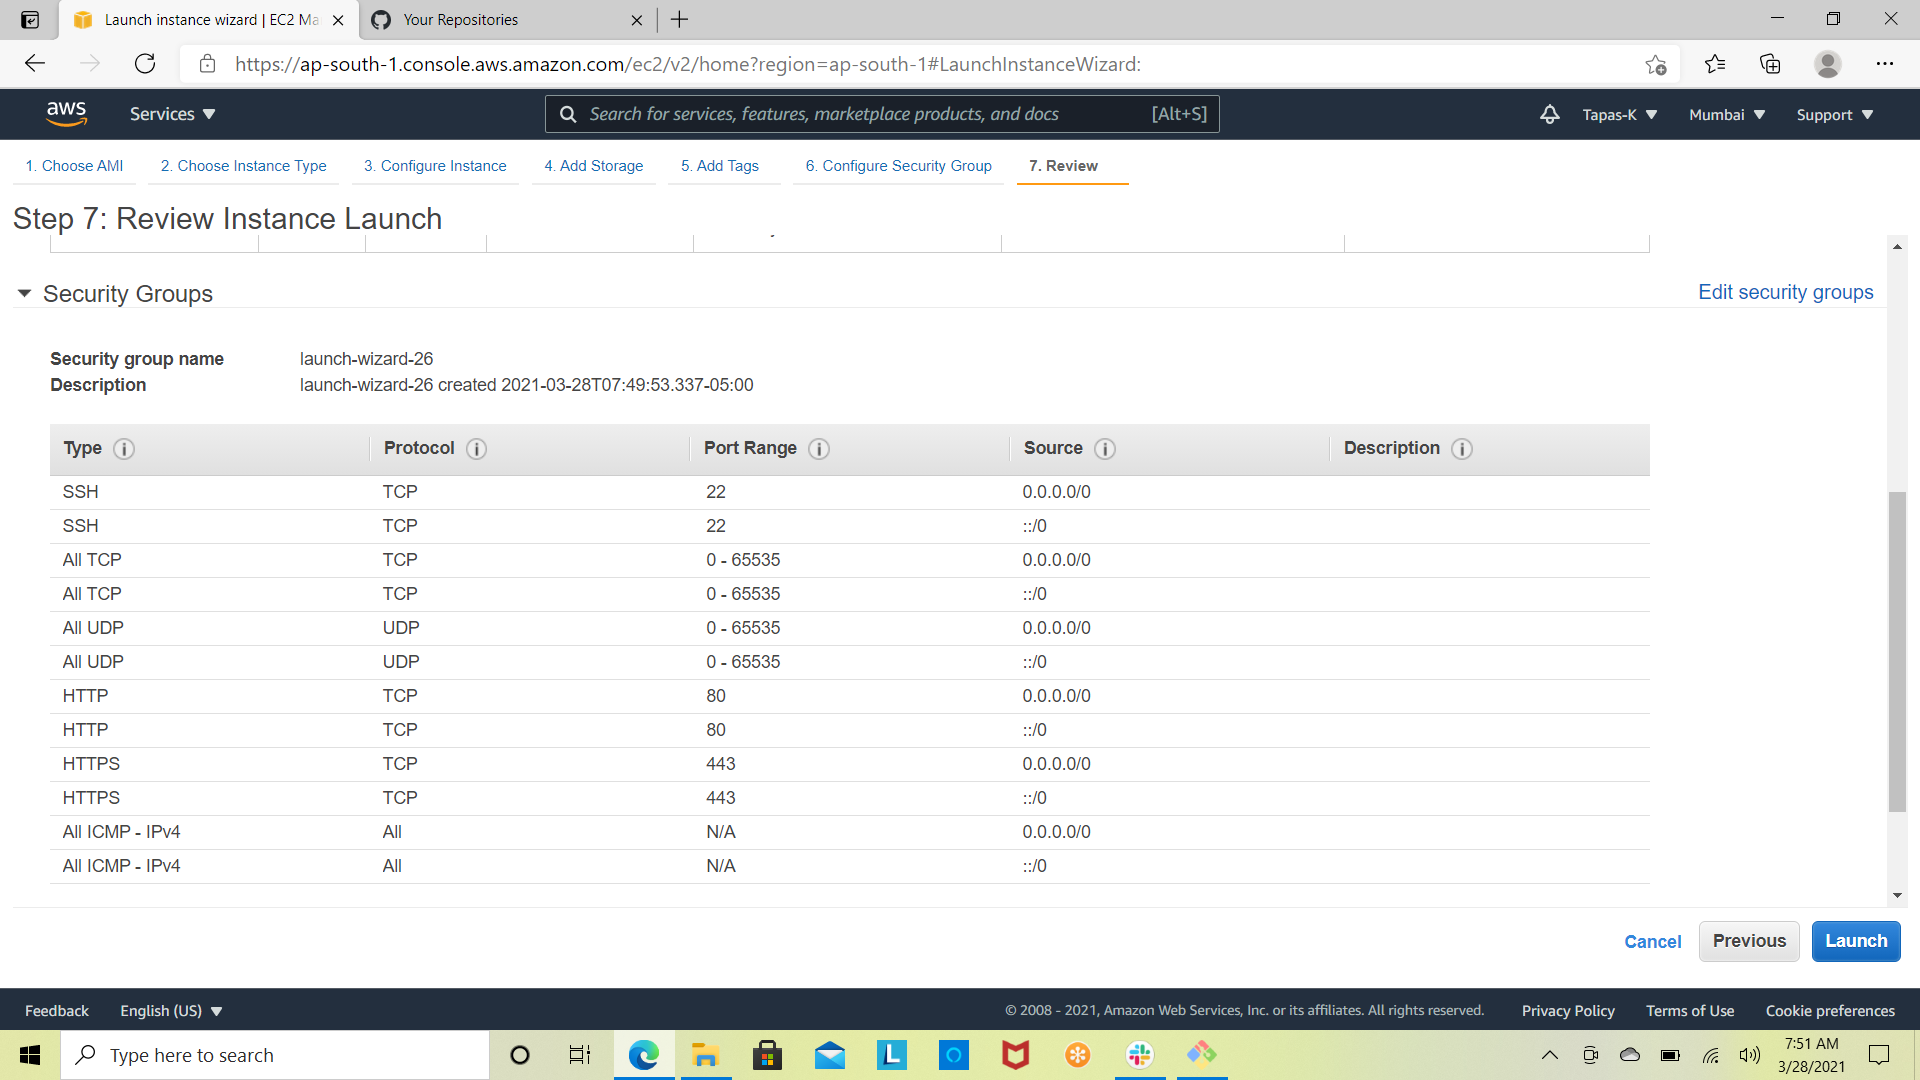 Launch instance wizard | EC2 Ma
Your Repositories
https://ap-south-1.console.aws.amazon.com/ec2/v2/home?region=ap-south-1#LaunchInstanceWizard:
aws Services Search for services, features, marketplace products, and docs [Alt+S] Tapas-K Mumbai Support
1. Choose AMI 2. Choose Instance Type 3. Configure Instance 4. Add Storage 5. Add Tags 6. Configure Security Group 7. Review
Step 7: Review Instance Launch
Security Groups Edit security groups
Security group name launch-wizard-26
Description launch-wizard-26 created 2021-03-28T07:49:53.337-05:00
Type i Protocol i Port Range i Source i Description i
SSH TCP 22 0.0.0.0/0
SSH TCP 22 ::/0
All TCP TCP 0 - 65535 0.0.0.0/0
All TCP TCP 0 - 65535 ::/0
All UDP UDP 0 - 65535 0.0.0.0/0
All UDP UDP 0 - 65535 ::/0
HTTP TCP 80 0.0.0.0/0
HTTP TCP 80 ::/0
HTTPS TCP 443 0.0.0.0/0
HTTPS TCP 443 ::/0
All ICMP - IPv4 All N/A 0.0.0.0/0
All ICMP - IPv4 All N/A ::/0
Cancel Previous Launch
Feedback English (US) © 2008 - 2021, Amazon Web Services, Inc. or its affiliates. All rights reserved. Privacy Policy Terms of Use Cookie preferences
Type here to search
L
7:51 AM
3/28/2021